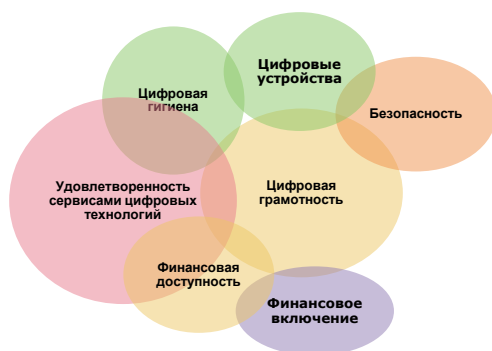 Цифровые
устройства
Цифровая
гигиена
Безопасность
Удовлетворенность
сервисами цифровых
технологий
Цифровая
грамотность
Финансовая
доступность
Финансовое
включение